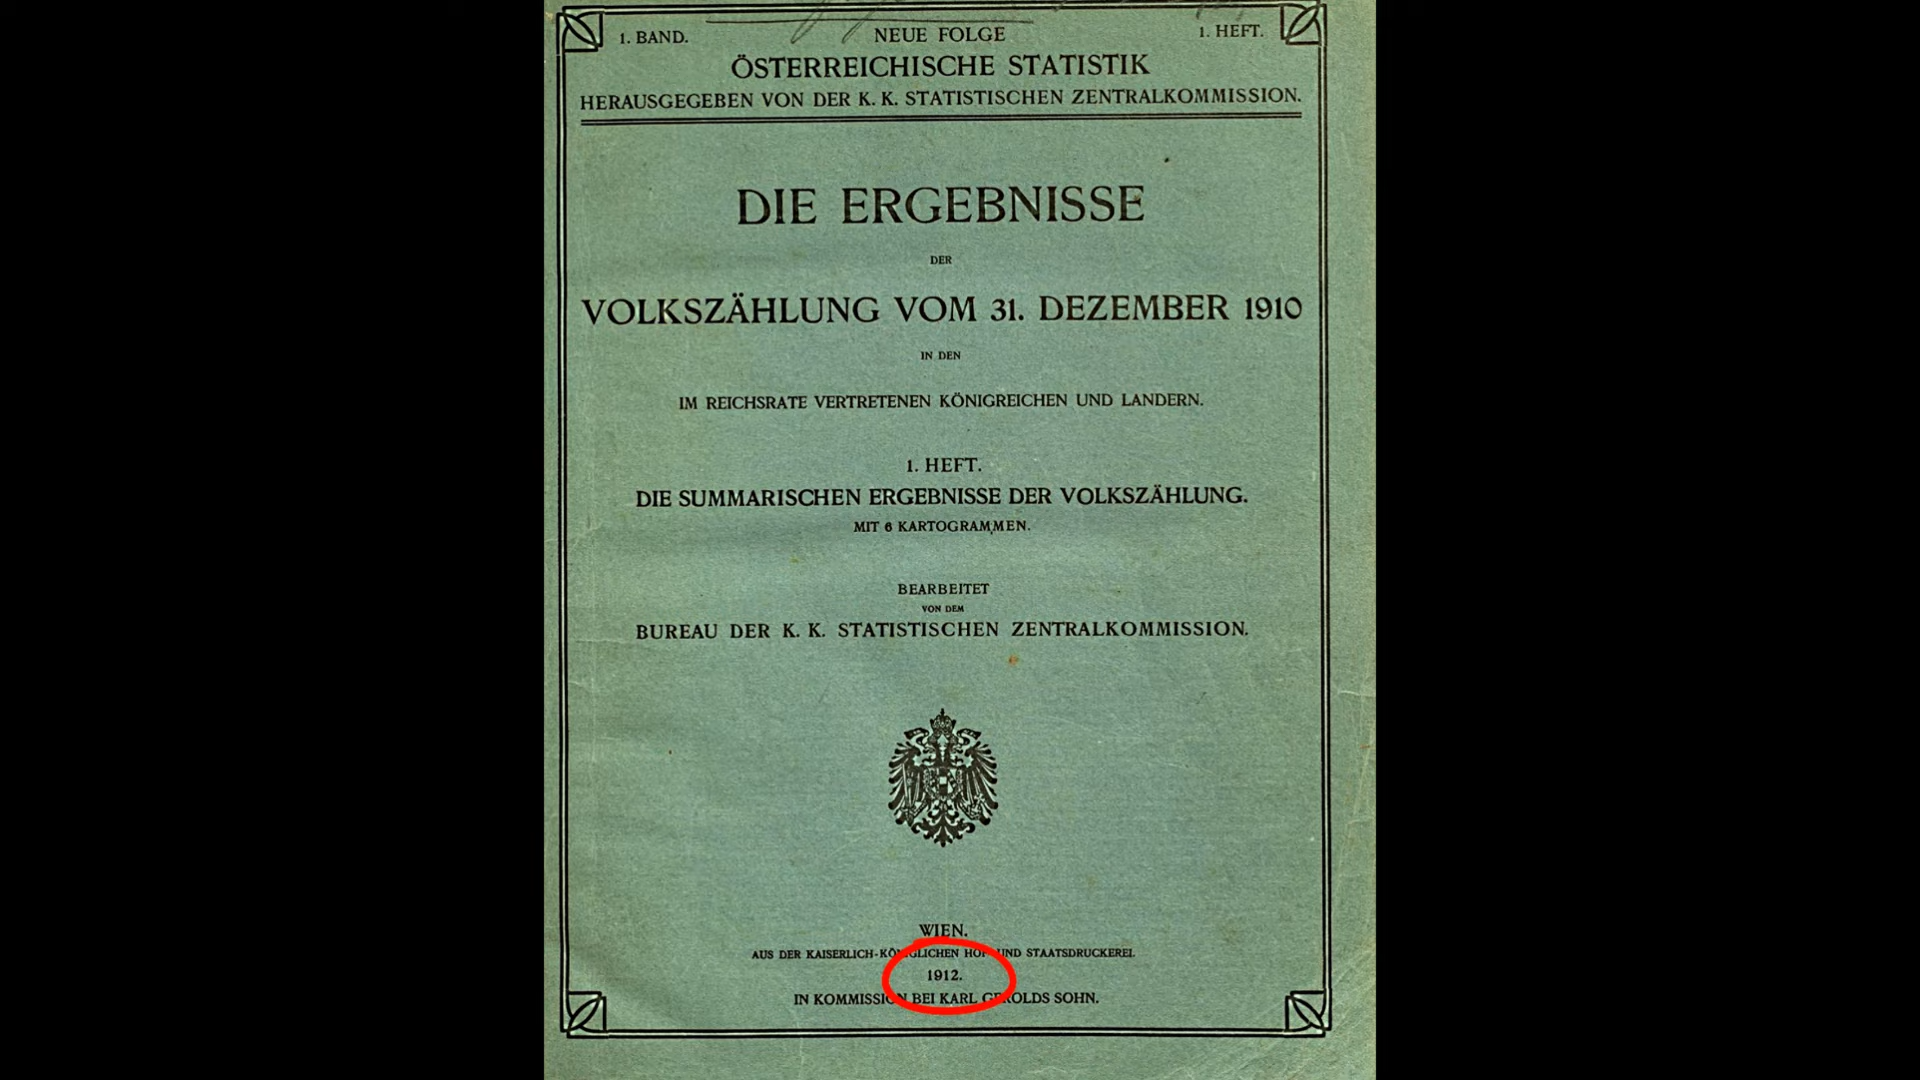 1. BAND.
NEUE FOLGE
1. HEFT.
ÖSTERREICHISCHE STATISTIK
HERAUSGEGEBEN VON DER K. K. STATISTISCHEN ZENTRALKOMMISSION.
DIE ERGEBNISSE
DER
VOLKSZÄHLUNG VOM 31. DEZEMBER 1910
IN DEN
IM REICHSRATE VERTRETENEN KÖNIGREICHEN UND LANDERN.
1. HEFT.
DIE SUMMARISCHEN ERGEBNISSE DER VOLKSZÄHLUNG.
MIT 6 KARTOGRAMMEN.
BEARBEITET
VON DEM
BUREAU DER K. K. STATISTISCHEN ZENTRALKOMMISSION.
WIEN.
AUS DER KAISERLICH-KÖNIGLICHEN HOF- UND STAATSDRUCKEREI.
1912.
IN KOMMISSION BEI KARL GEROLDS SOHN.